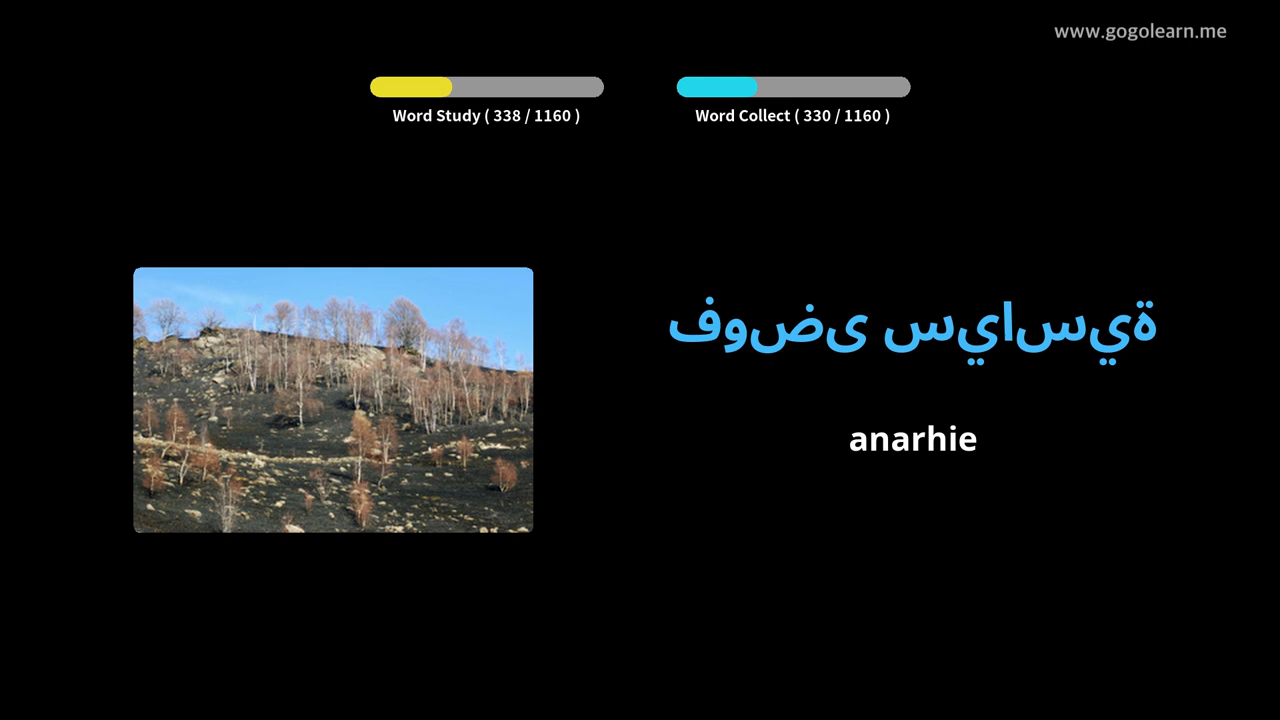 www.gogolearn.me
Word Study ( 338 / 1160 )
Word Collect ( 330 / 1160 )
فوضى سياسية
anarhie